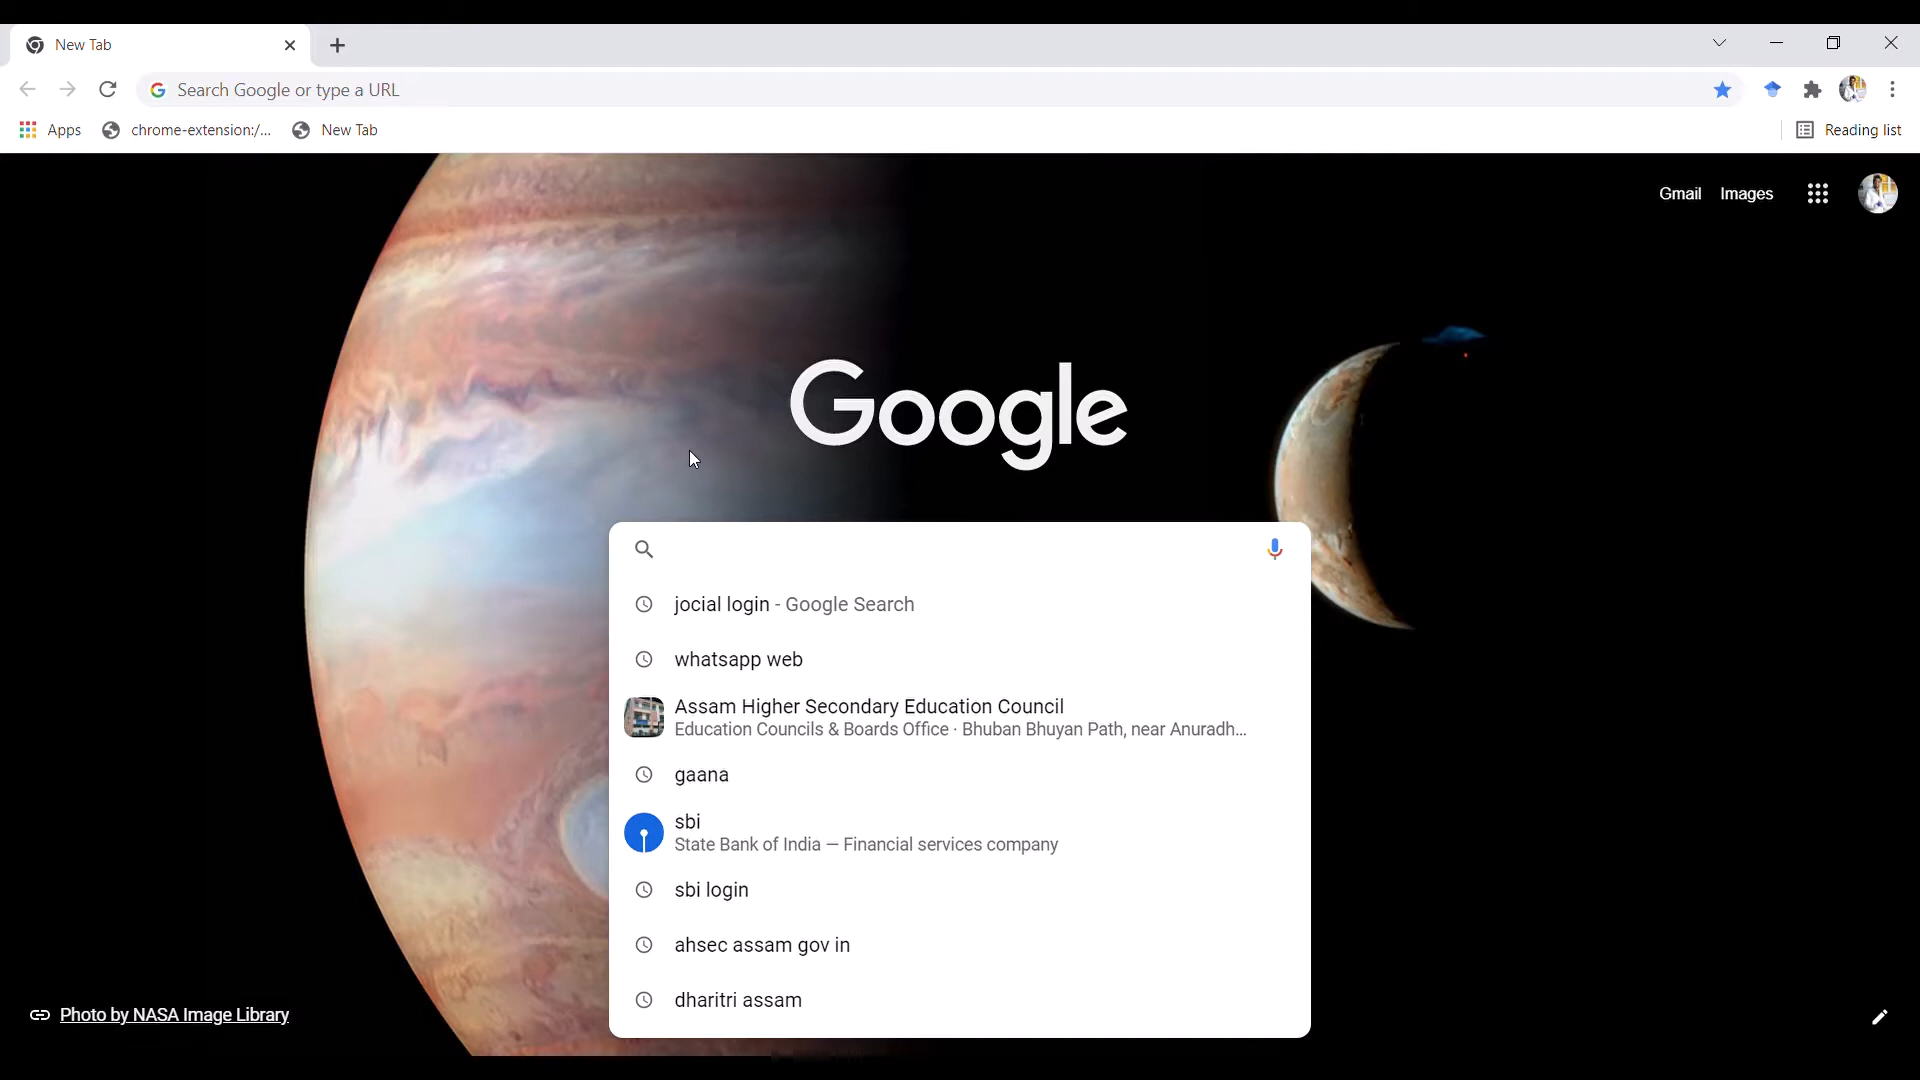 New Tab
Search Google or type a URL
Apps chrome-extension:/... New Tab Reading list
Gmail Images
Google
jocial login - Google Search
whatsapp web
Assam Higher Secondary Education Council
Education Councils & Boards Office · Bhuban Bhuyan Path, near Anuradh...
gaana
sbi
State Bank of India — Financial services company
sbi login
ahsec assam gov in
dharitri assam
Photo by NASA Image Library